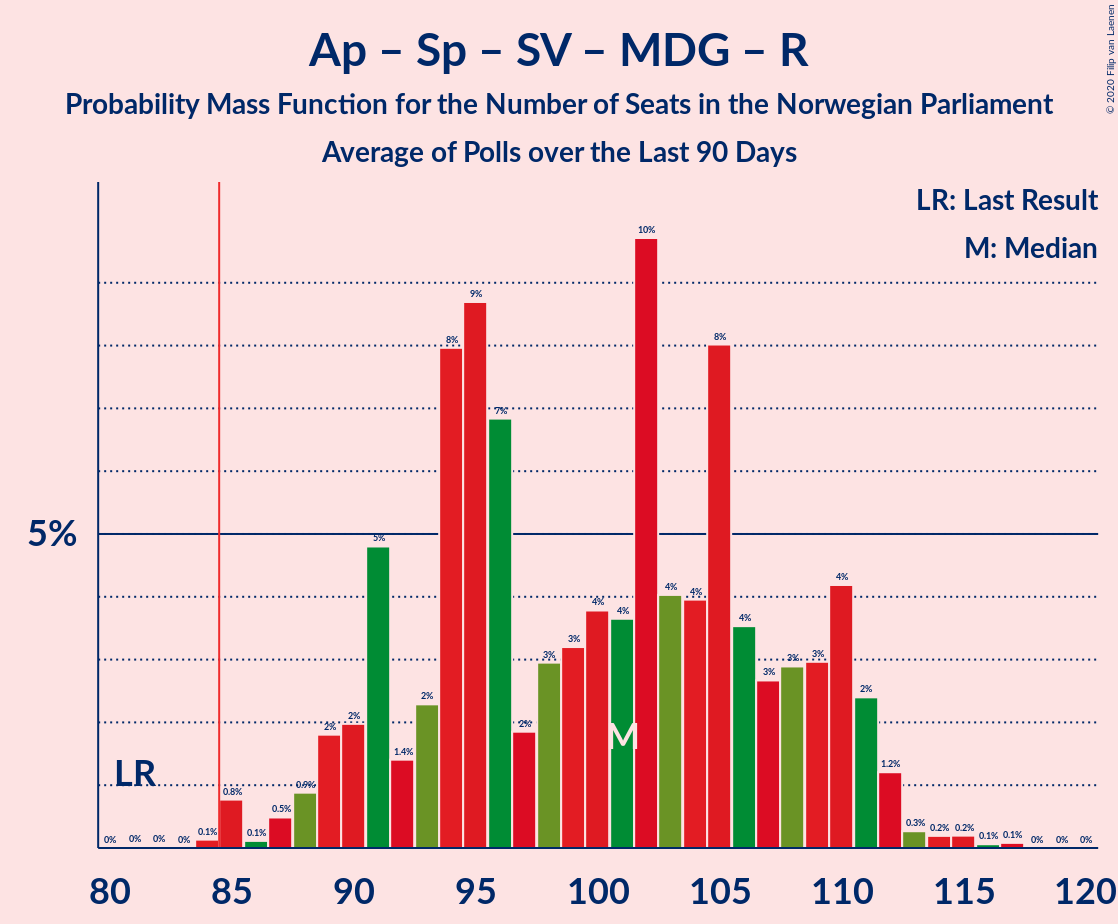 Ap – Sp – SV – MDG – R
Probability Mass Function for the Number of Seats in the Norwegian Parliament
Average of Polls over the Last 90 Days
© 2020 Filip van Laenen
LR: Last Result
M: Median
5%
LR
M
0% 0% 0% 0% 0.1% 0.8% 0.1% 0.5% 0.9% 2% 2% 5% 1.4% 2% 8% 9% 7% 2% 3% 3% 4% 4% 10% 4% 4% 8% 4% 3% 3% 3% 4% 2% 1.2% 0.3% 0.2% 0.2% 0.1% 0.1% 0% 0% 0%
80 85 90 95 100 105 110 115 120